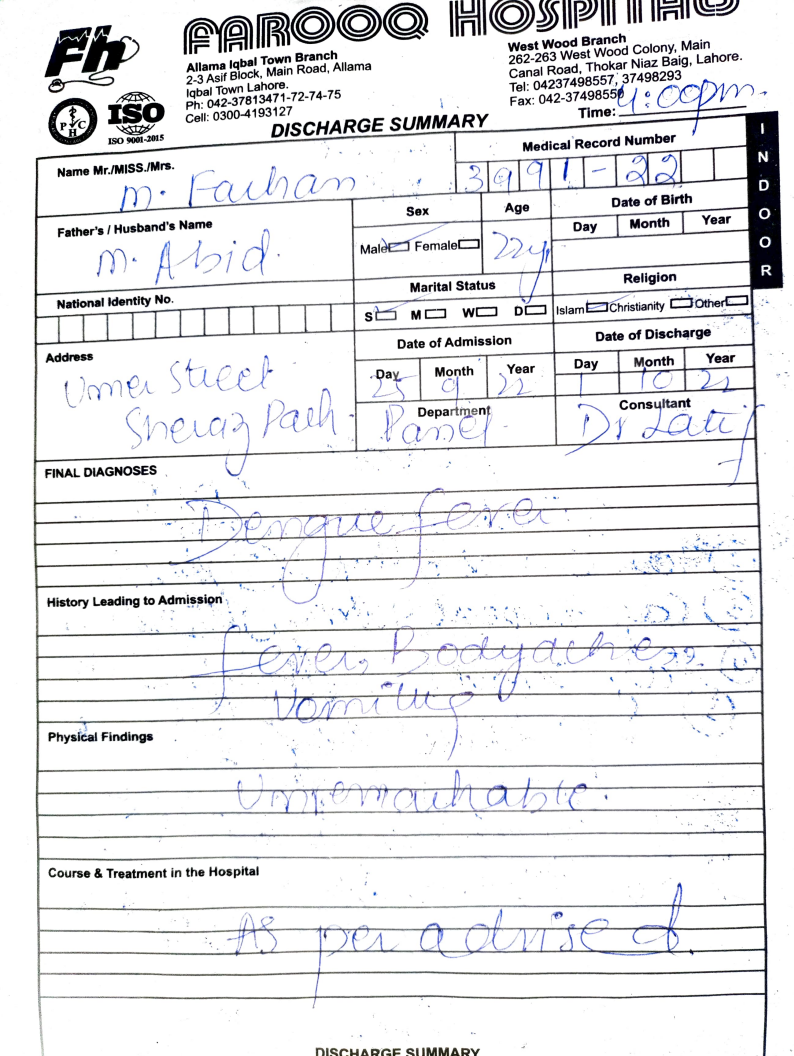 FAROOQ HOSPITALS
Fh
Allama Iqbal Town Branch
2-3 Asif Block, Main Road, Allama
Iqbal Town Lahore.
Ph: 042-37813471-72-74-75
Cell: 0300-4193127
West Wood Branch
262-263 West Wood Colony, Main
Canal Road, Thokar Niaz Baig, Lahore.
Tel: 04237498557, 37498293
Fax: 042-37498556
PHC
ISO
ISO 9001-2015
Time: 4:00pm.
DISCHARGE SUMMARY
INDOOR
Name Mr./MISS./Mrs.
M. Farhan
Medical Record Number
3991-22
Father's / Husband's Name
M. Abid.
Sex
Male Female
Age
22y
Date of Birth
Day Month Year
National Identity No.
Marital Status
S M W D
Religion
Islam Christianity Other
Address
Umer Street
Sheraz Park.
Date of Admission
Day Month Year
25 9 22
Date of Discharge
Day Month Year
1 10 22
Department
Panel.
Consultant
Dr Latif
FINAL DIAGNOSES
Dengue fever
History Leading to Admission
fever, Bodyache
Vomiting
Physical Findings
Unremarkable.
Course & Treatment in the Hospital
As per advised.
DISCHARGE SUMMARY